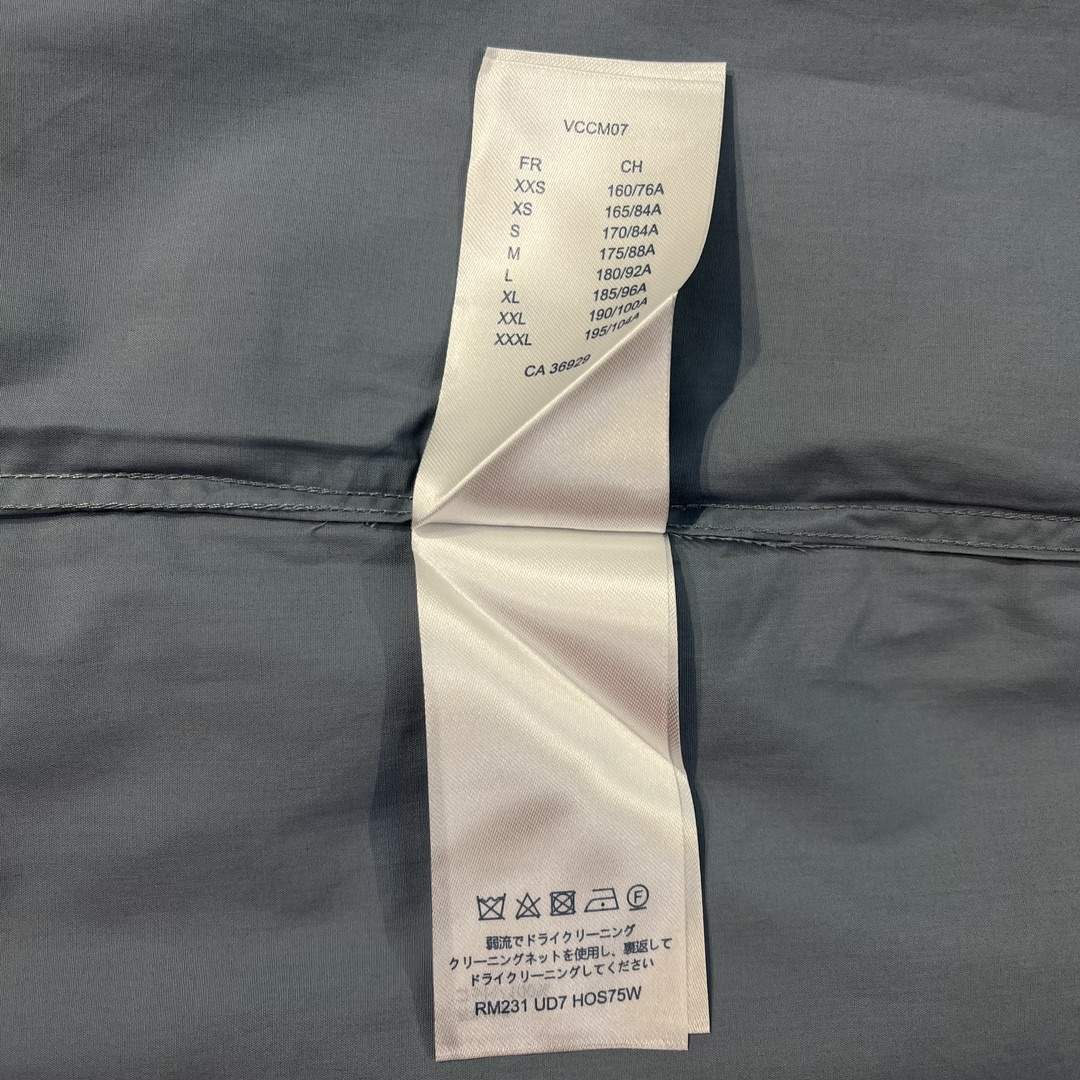 VCCM07
FR CH
XXS 160/76A
XS 165/84A
S 170/84A
M 175/88A
L 180/92A
XL 185/96A
XXL 190/100A
XXXL 195/104A
CA 36929
F
弱流でドライクリーニング
クリーニングネットを使用し、裏返して
ドライクリーニングしてください
RM231 UD7 HOS75W